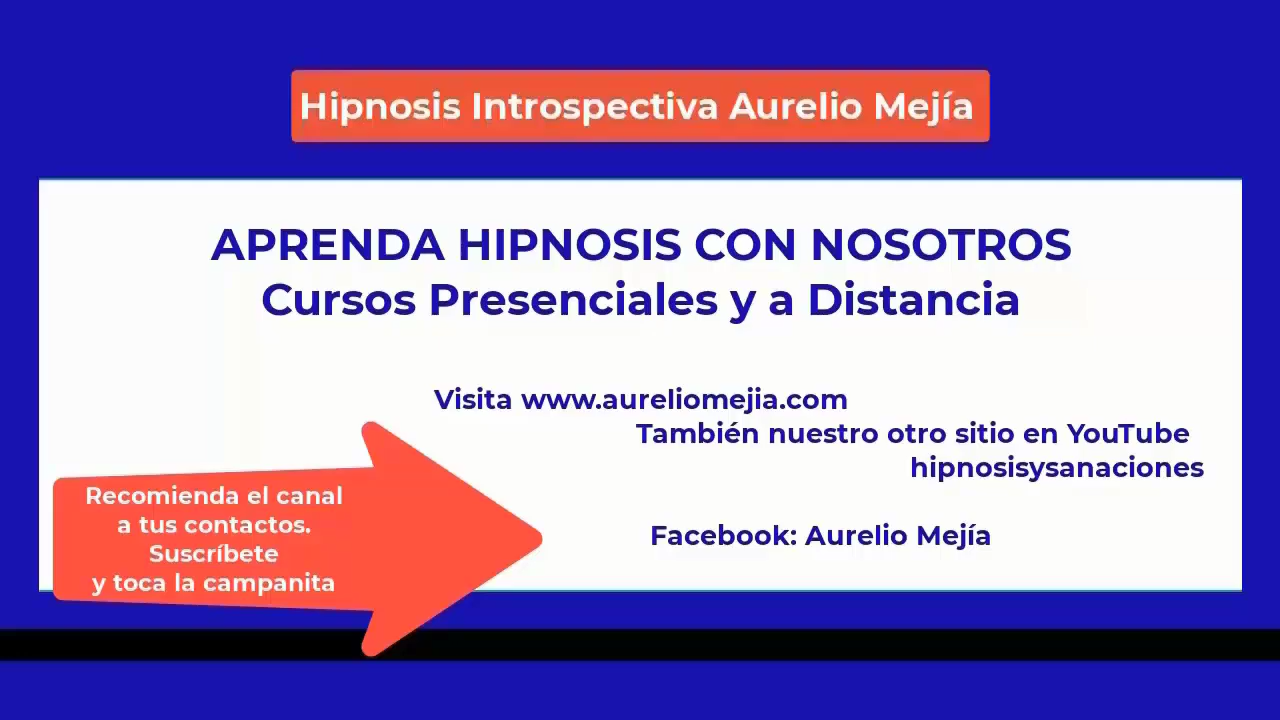 Hipnosis Introspectiva Aurelio Mejía
APRENDA HIPNOSIS CON NOSOTROS
Cursos Presenciales y a Distancia
Visita www.aureliomejia.com
También nuestro otro sitio en YouTube
hipnosisysanaciones
Facebook: Aurelio Mejía
Recomienda el canal
a tus contactos.
Suscríbete
y toca la campanita